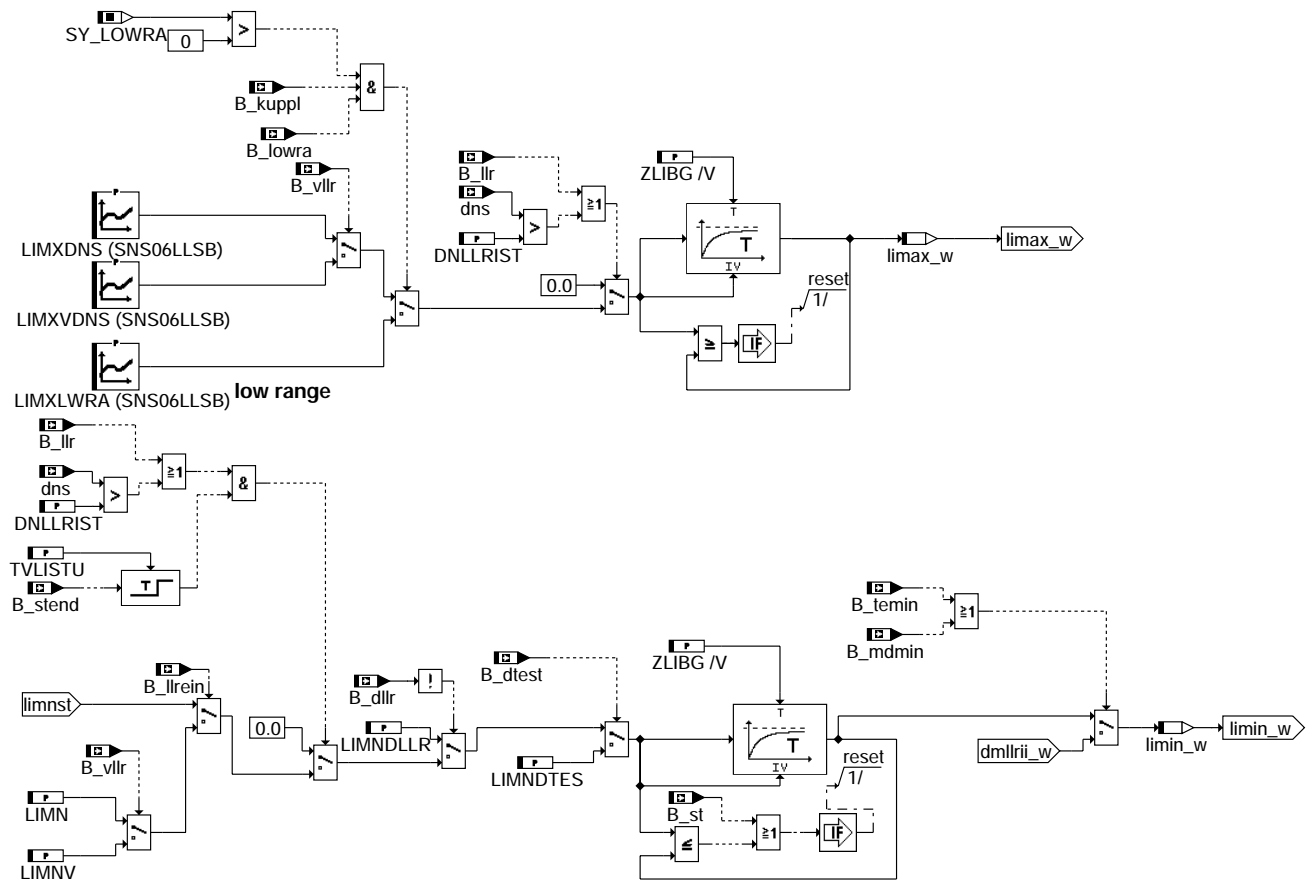 SY_LOWRA
0
>
B_kuppl
&
B_lowra
B_vllr
LIMXDNS (SNS06LLSB)
LIMXVDNS (SNS06LLSB)
LIMXLWRA (SNS06LLSB)
low range
B_llr
dns
DNLLRIST
>
≧1
0.0
ZLIBG /V
T
T
IV
limax_w
limax_w
reset
1/
IF
B_llr
dns
DNLLRIST
>
≧1
&
TVLISTU
B_stend
T
limnst
B_llrein
B_vllr
LIMN
LIMNV
0.0
B_dllr
!
LIMNDLLR
B_dtest
LIMNDTES
ZLIBG /V
T
T
IV
B_st
≦
≧1
IF
reset
1/
B_temin
B_mdmin
≧1
dmllrii_w
limin_w
limin_w